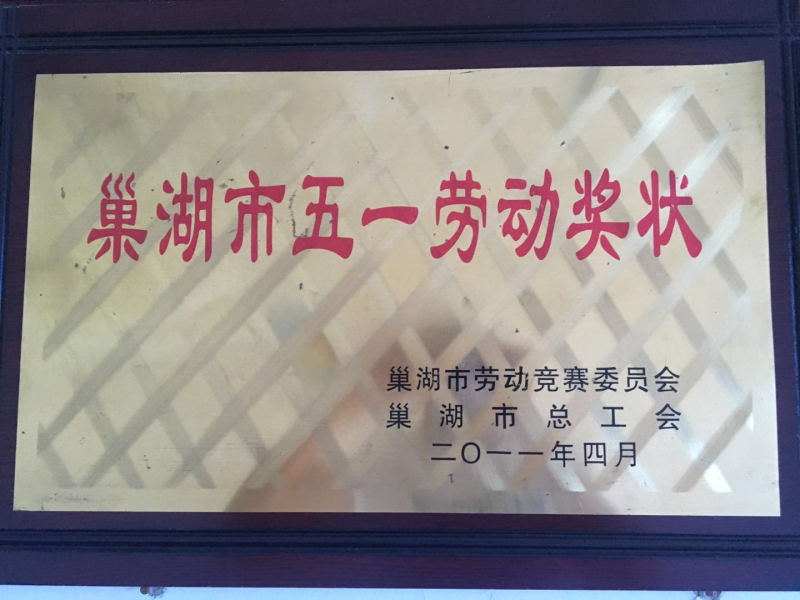 巢湖市五一劳动奖状
巢湖市劳动竞赛委员会
巢湖市总工会
二〇一一年四月